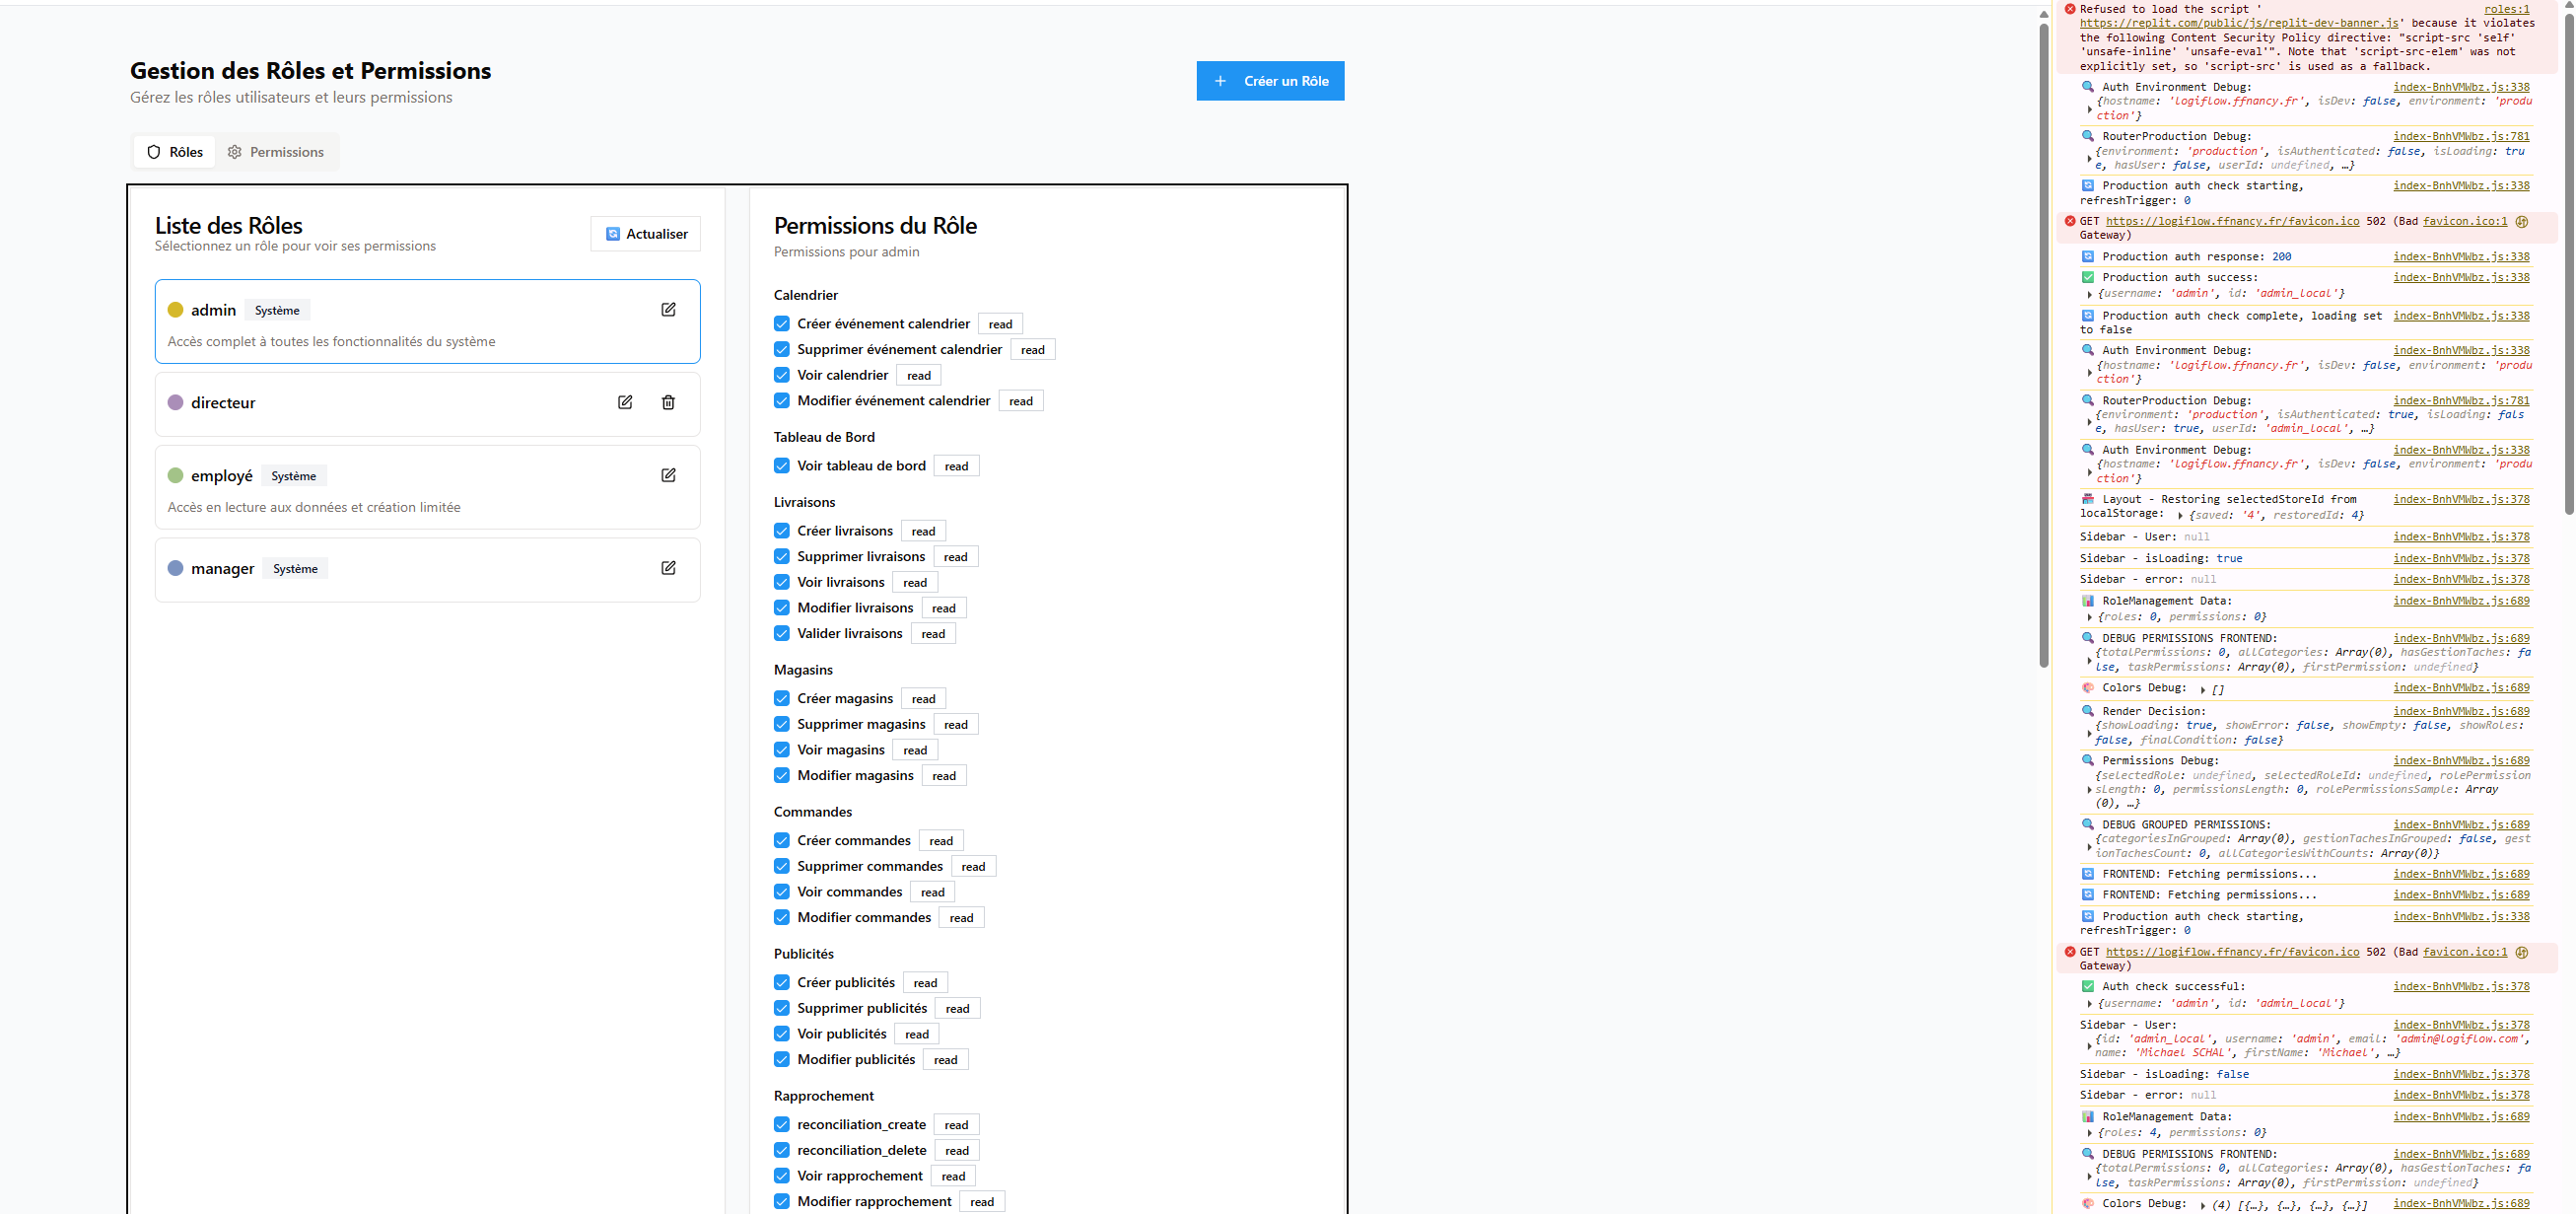 Gestion des Rôles et Permissions
Gérez les rôles utilisateurs et leurs permissions
Créer un Rôle
Rôles
Permissions
Liste des Rôles
Sélectionnez un rôle pour voir ses permissions
Actualiser
admin Système
Accès complet à toutes les fonctionnalités du système
directeur
employé Système
Accès en lecture aux données et création limitée
manager Système
Permissions du Rôle
Permissions pour admin
Calendrier
Créer événement calendrier read
Supprimer événement calendrier read
Voir calendrier read
Modifier événement calendrier read
Tableau de Bord
Voir tableau de bord read
Livraisons
Créer livraisons read
Supprimer livraisons read
Voir livraisons read
Modifier livraisons read
Valider livraisons read
Magasins
Créer magasins read
Supprimer magasins read
Voir magasins read
Modifier magasins read
Commandes
Créer commandes read
Supprimer commandes read
Voir commandes read
Modifier commandes read
Publicités
Créer publicités read
Supprimer publicités read
Voir publicités read
Modifier publicités read
Rapprochement
reconciliation_create read
reconciliation_delete read
Voir rapprochement read
Modifier rapprochement read
Refused to load the script ' roles:1
https://replit.com/public/js/replit-dev-banner.js' because it violates
the following Content Security Policy directive: "script-src 'self'
'unsafe-inline' 'unsafe-eval'". Note that 'script-src-elem' was not
explicitly set, so 'script-src' is used as a fallback.
Auth Environment Debug: index-BnhVMWbz.js:338
{hostname: 'logiflow.ffnancy.fr', isDev: false, environment: 'produ
ction'}
RouterProduction Debug: index-BnhVMWbz.js:781
{environment: 'production', isAuthenticated: false, isLoading: tru
e, hasUser: false, userId: undefined, …}
Production auth check starting, index-BnhVMWbz.js:338
refreshTrigger: 0
GET https://logiflow.ffnancy.fr/favicon.ico 502 (Bad favicon.ico:1
Gateway)
Production auth response: 200 index-BnhVMWbz.js:338
Production auth success: index-BnhVMWbz.js:338
{username: 'admin', id: 'admin_local'}
Production auth check complete, loading set index-BnhVMWbz.js:338
to false
Auth Environment Debug: index-BnhVMWbz.js:338
{hostname: 'logiflow.ffnancy.fr', isDev: false, environment: 'produ
ction'}
RouterProduction Debug: index-BnhVMWbz.js:781
{environment: 'production', isAuthenticated: true, isLoading: fals
e, hasUser: true, userId: 'admin_local', …}
Auth Environment Debug: index-BnhVMWbz.js:338
{hostname: 'logiflow.ffnancy.fr', isDev: false, environment: 'produ
ction'}
Layout - Restoring selectedStoreId from index-BnhVMWbz.js:378
localStorage: {saved: '4', restoredId: 4}
Sidebar - User: null index-BnhVMWbz.js:378
Sidebar - isLoading: true index-BnhVMWbz.js:378
Sidebar - error: null index-BnhVMWbz.js:378
RoleManagement Data: index-BnhVMWbz.js:689
{roles: 0, permissions: 0}
DEBUG PERMISSIONS FRONTEND: index-BnhVMWbz.js:689
{totalPermissions: 0, allCategories: Array(0), hasGestionTaches: fa
lse, taskPermissions: Array(0), firstPermission: undefined}
Colors Debug: [] index-BnhVMWbz.js:689
Render Decision: index-BnhVMWbz.js:689
{showLoading: true, showError: false, showEmpty: false, showRoles:
false, finalCondition: false}
Permissions Debug: index-BnhVMWbz.js:689
{selectedRole: undefined, selectedRoleId: undefined, rolePermission
sLength: 0, permissionsLength: 0, rolePermissionsSample: Array
(0), …}
DEBUG GROUPED PERMISSIONS: index-BnhVMWbz.js:689
{categoriesInGrouped: Array(0), gestionTachesInGrouped: false, gest
ionTachesCount: 0, allCategoriesWithCounts: Array(0)}
FRONTEND: Fetching permissions... index-BnhVMWbz.js:689
FRONTEND: Fetching permissions... index-BnhVMWbz.js:689
Production auth check starting, index-BnhVMWbz.js:338
refreshTrigger: 0
GET https://logiflow.ffnancy.fr/favicon.ico 502 (Bad favicon.ico:1
Gateway)
Auth check successful: index-BnhVMWbz.js:378
{username: 'admin', id: 'admin_local'}
Sidebar - User: index-BnhVMWbz.js:378
{id: 'admin_local', username: 'admin', email: 'admin@logiflow.com',
name: 'Michael SCHAL', firstName: 'Michael', …}
Sidebar - isLoading: false index-BnhVMWbz.js:378
Sidebar - error: null index-BnhVMWbz.js:378
RoleManagement Data: index-BnhVMWbz.js:689
{roles: 4, permissions: 0}
DEBUG PERMISSIONS FRONTEND: index-BnhVMWbz.js:689
{totalPermissions: 0, allCategories: Array(0), hasGestionTaches: fa
lse, taskPermissions: Array(0), firstPermission: undefined}
Colors Debug: (4) [{…}, {…}, {…}, {…}] index-BnhVMWbz.js:689